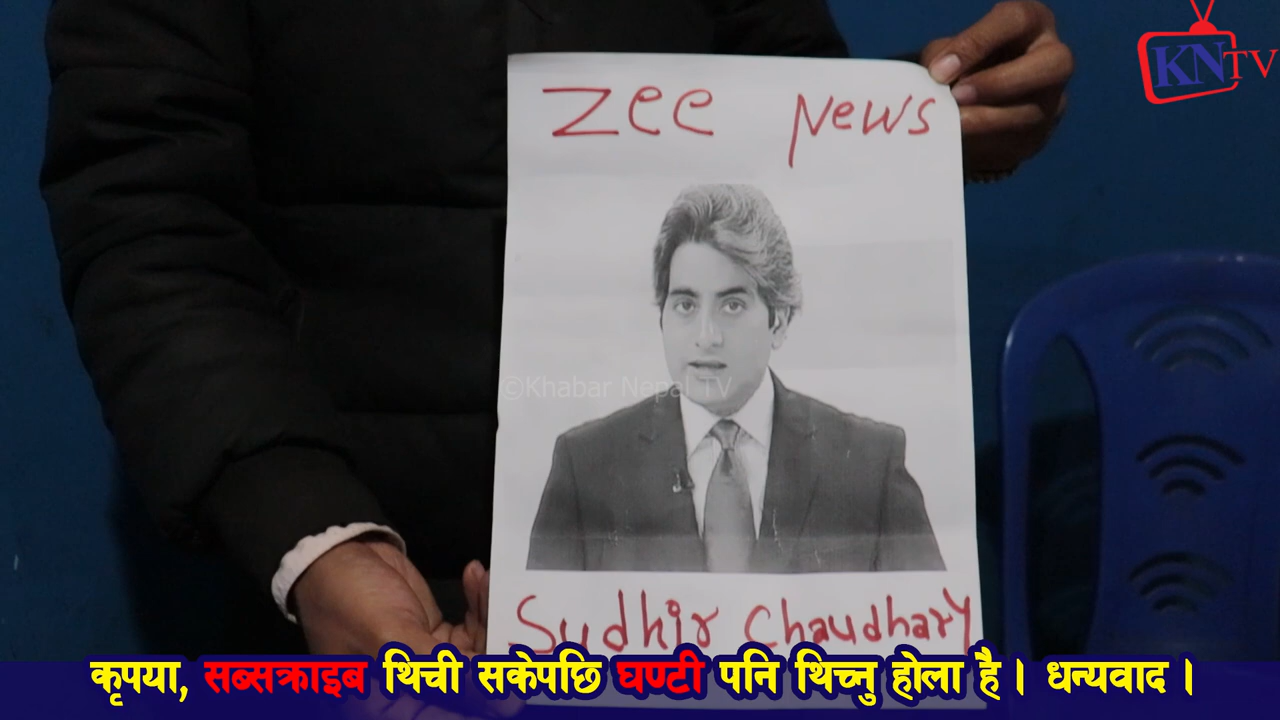 KNTV
zee News
©Khabar Nepal TV
Sudhir Chaudhary
कृपया, सब्सक्राइब थिची सकेपछि घण्टी पनि थिच्नु होला है । धन्यवाद ।